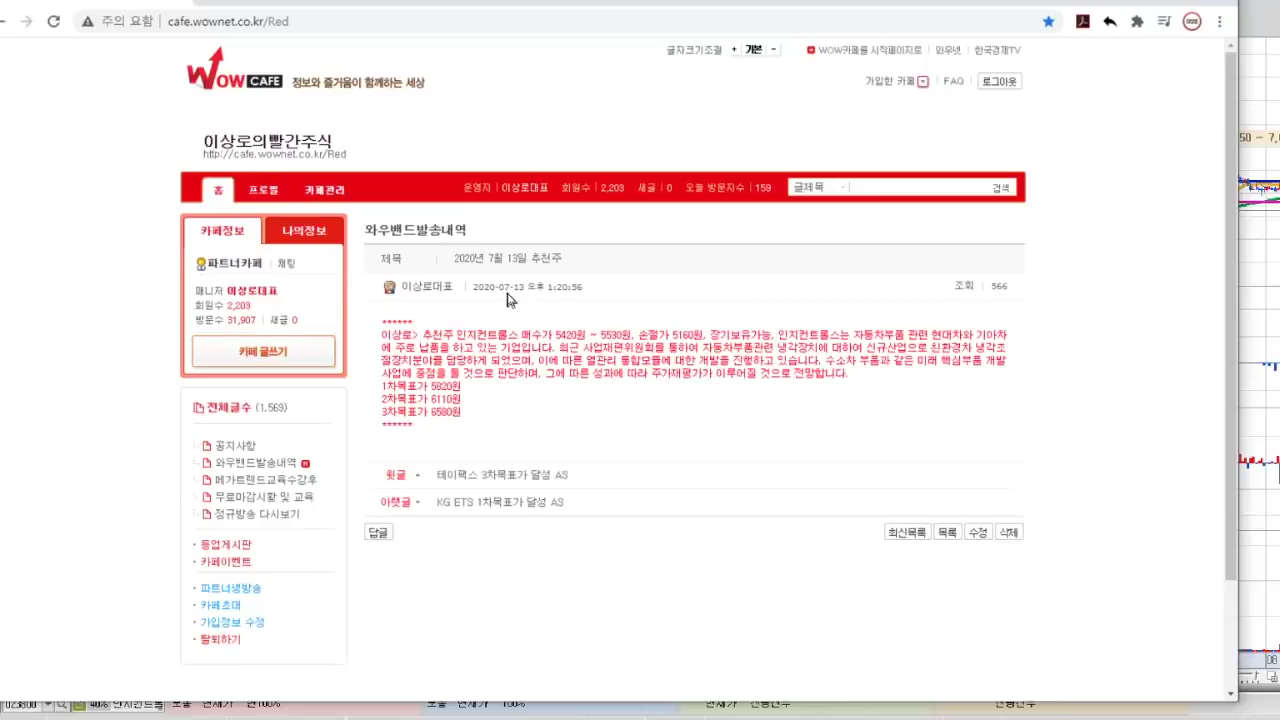 주의 요함 | cafe.wownet.co.kr/Red
글자크기조절 + 기본 -
WOW카페를 시작페이지로 | 와우넷 | 한국경제TV
WOW CAFE 정보와 즐거움이 함께하는 세상
가입한 카페 | FAQ | 로그아웃
이상로의빨간주식
http://cafe.wownet.co.kr/Red
홈 프로필 카페관리
운영자 | 이상로대표 회원수 | 2,203 새글 | 0 오늘 방문자수 | 159
글제목 검색
카페정보 나의정보
파트너카페 | 채팅
매니저 이상로대표
회원수 2,203
방문수 31,907 | 새글 0
카페 글쓰기
전체글수 (1,569)
공지사항
와우밴드발송내역
메가트렌드교육수강후
무료마감시황 및 교육
정규방송 다시보기
등업게시판
카페이벤트
파트너생방송
카페초대
가입정보 수정
탈퇴하기
와우밴드발송내역
제목 | 2020년 7월 13일 추천주
이상로대표 | 2020-07-13 오후 1:20:56
조회 | 566
******
이상로> 추천주 인지컨트롤스 매수가 5420원 ~ 5530원, 손절가 5160원, 장기보유가능, 인지컨트롤스는 자동차부품 관련 현대차와 기아차
에 주로 납품을 하고 있는 기업입니다. 최근 사업재편위원회를 통하여 자동차부품관련 냉각장치에 대하여 신규산업으로 친환경차 냉각조
절장치분야를 담당하게 되었으며, 이에 따른 열관리 통합모듈에 대한 개발을 진행하고 있습니다. 수소차 부품과 같은 미래 핵심부품 개발
사업에 중점을 둘 것으로 판단하며, 그에 따른 성과에 따라 주가재평가가 이루어질 것으로 전망합니다.
1차목표가 5820원
2차목표가 6110원
3차목표가 6580원
******
윗글 테이팩스 3차목표가 달성 AS
아랫글 KG ETS 1차목표가 달성 AS
답글
최신목록 목록 수정 삭제